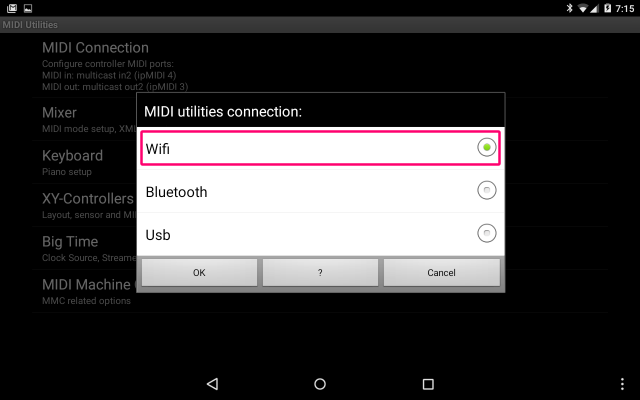 7:15
MIDI Utilities
MIDI Connection
Configure controller MIDI ports:
MIDI in: multicast in2 (ipMIDI 4)
MIDI out: multicast out2 (ipMIDI 3)
MIDI utilities connection:
Mixer
MIDI mode setup, XMi
Wifi
Keyboard
Piano setup
Bluetooth
XY-Controllers
Layout, sensor and MI
Usb
Big Time
Clock Source, Streame
OK
?
Cancel
MIDI Machine
MMC related options